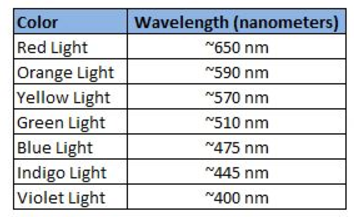 Color Wavelength (nanometers)
Red Light ~650 nm
Orange Light ~590 nm
Yellow Light ~570 nm
Green Light ~510 nm
Blue Light ~475 nm
Indigo Light ~445 nm
Violet Light ~400 nm